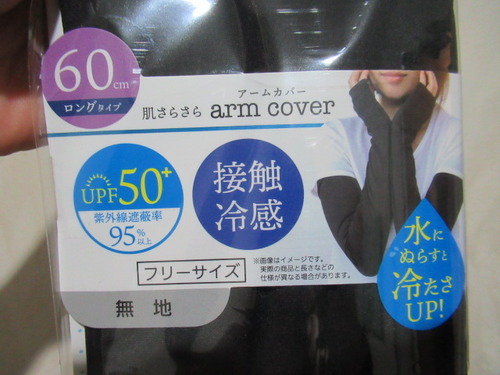 60cm
ロングタイプ
アームカバー
肌さらさら arm cover
UPF50+
紫外線遮蔽率
95%以上
接触
冷感
※画像はイメージです。
実際の商品と長さなどの
仕様が異なる場合があります。
フリーサイズ
無地
水に
ぬらすと
冷たさ
UP!